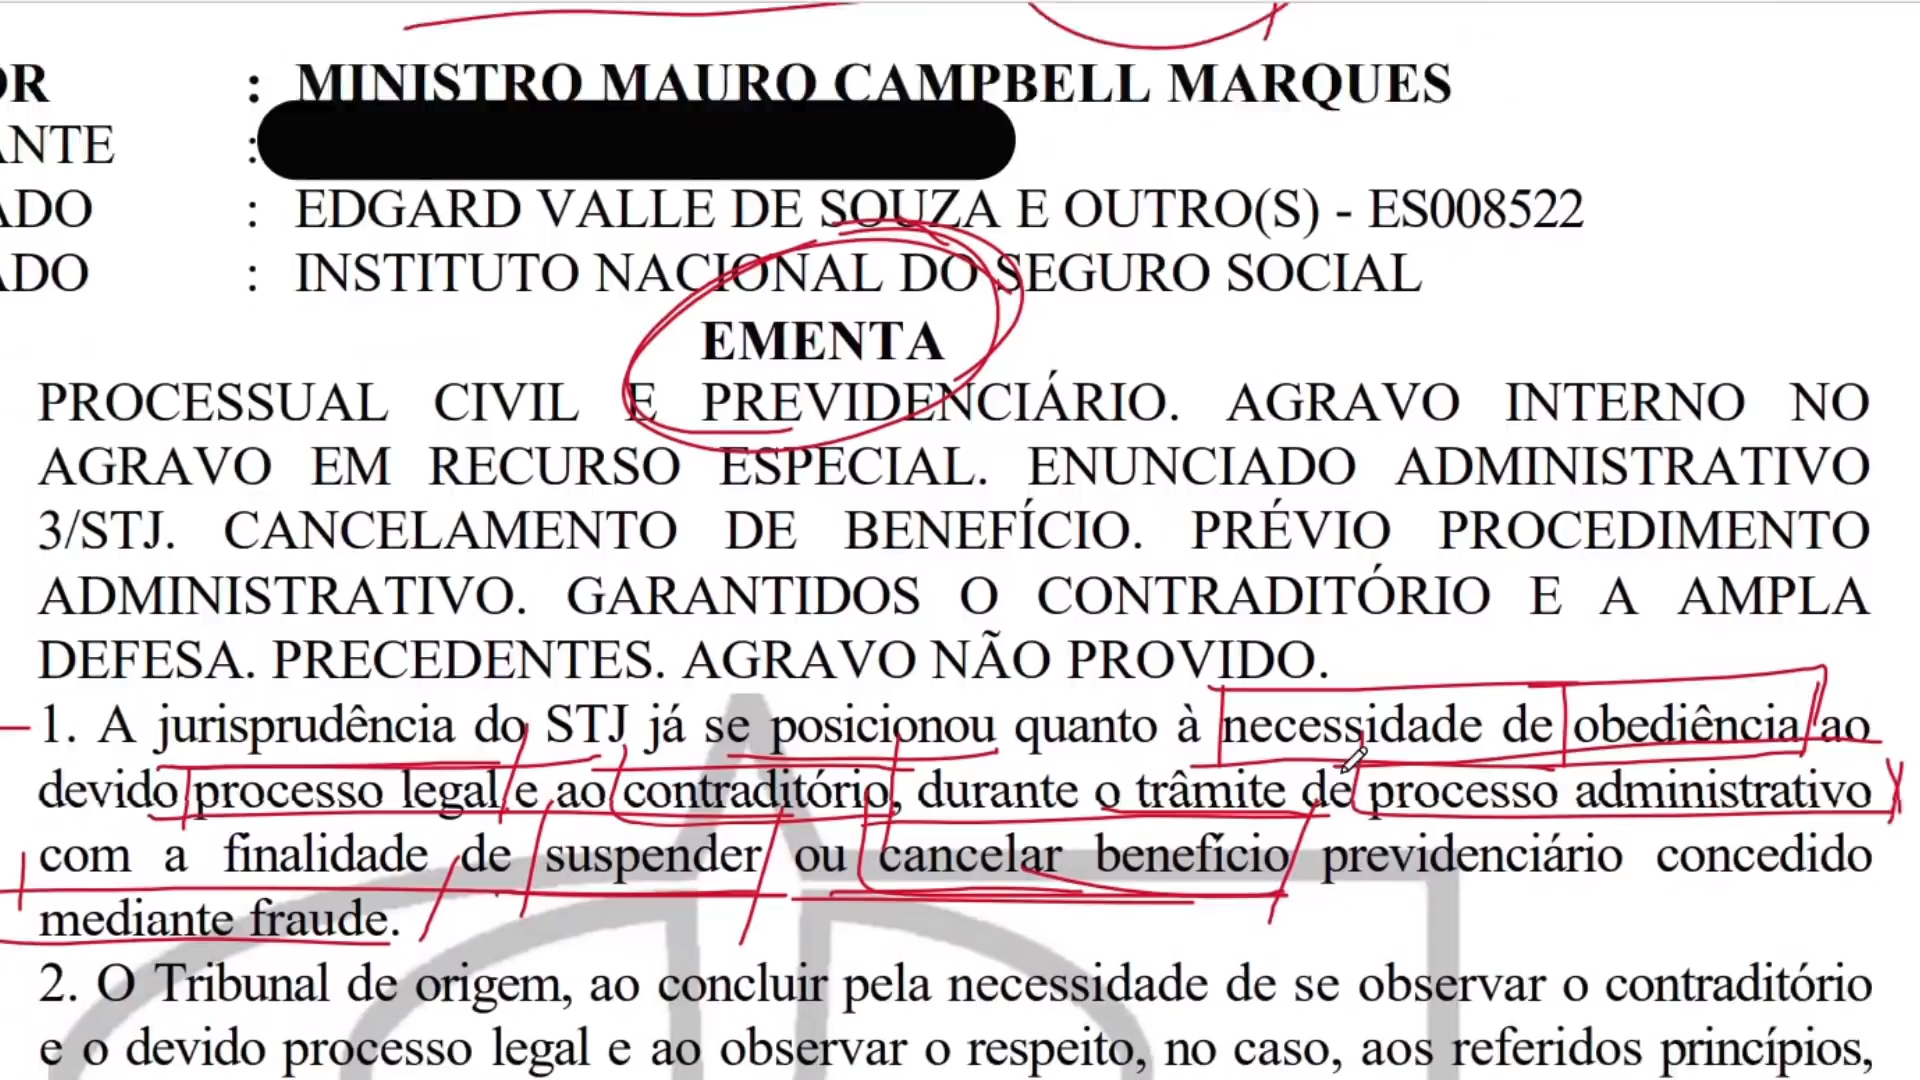 OR : MINISTRO MAURO CAMPBELL MARQUES
ANTE :
ADO : EDGARD VALLE DE SOUZA E OUTRO(S) - ES008522
ADO : INSTITUTO NACIONAL DO SEGURO SOCIAL
EMENTA
PROCESSUAL CIVIL E PREVIDENCIÁRIO. AGRAVO INTERNO NO
AGRAVO EM RECURSO ESPECIAL. ENUNCIADO ADMINISTRATIVO
3/STJ. CANCELAMENTO DE BENEFÍCIO. PRÉVIO PROCEDIMENTO
ADMINISTRATIVO. GARANTIDOS O CONTRADITÓRIO E A AMPLA
DEFESA. PRECEDENTES. AGRAVO NÃO PROVIDO.
1. A jurisprudência do STJ já se posicionou quanto à necessidade de obediência ao
devido processo legal e ao contraditório, durante o trâmite de processo administrativo
com a finalidade de suspender ou cancelar benefício previdenciário concedido
mediante fraude.
2. O Tribunal de origem, ao concluir pela necessidade de se observar o contraditório
e o devido processo legal e ao observar o respeito, no caso, aos referidos princípios,